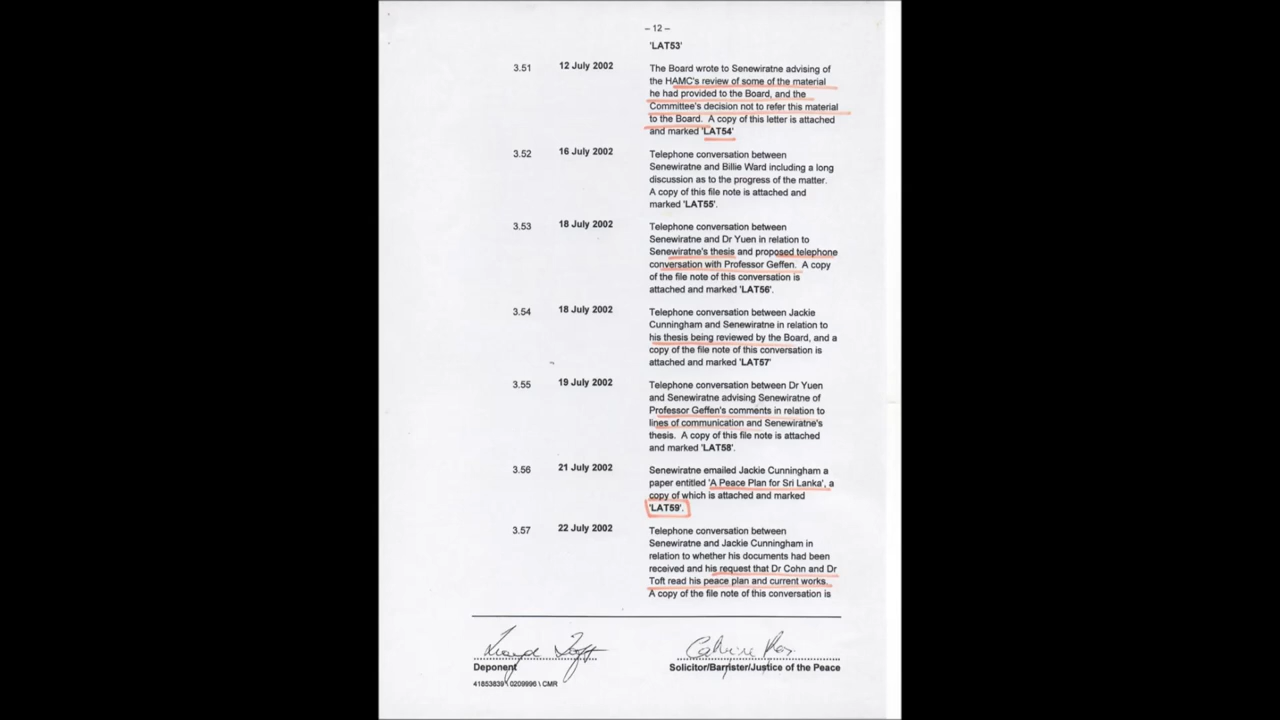 – 12 –
'LAT53'
3.51 12 July 2002 The Board wrote to Senewiratne advising of
the HAMC's review of some of the material
he had provided to the Board, and the
Committee's decision not to refer this material
to the Board. A copy of this letter is attached
and marked 'LAT54'
3.52 16 July 2002 Telephone conversation between
Senewiratne and Billie Ward including a long
discussion as to the progress of the matter.
A copy of this file note is attached and
marked 'LAT55'.
3.53 18 July 2002 Telephone conversation between
Senewiratne and Dr Yuen in relation to
Senewiratne's thesis and proposed telephone
conversation with Professor Geffen. A copy
of the file note of this conversation is
attached and marked 'LAT56'.
3.54 18 July 2002 Telephone conversation between Jackie
Cunningham and Senewiratne in relation to
his thesis being reviewed by the Board, and a
copy of the file note of this conversation is
attached and marked 'LAT57'
3.55 19 July 2002 Telephone conversation between Dr Yuen
and Senewiratne advising Senewiratne of
Professor Geffen's comments in relation to
lines of communication and Senewiratne's
thesis. A copy of this file note is attached
and marked 'LAT58'.
3.56 21 July 2002 Senewiratne emailed Jackie Cunningham a
paper entitled 'A Peace Plan for Sri Lanka', a
copy of which is attached and marked
'LAT59'.
3.57 22 July 2002 Telephone conversation between
Senewiratne and Jackie Cunningham in
relation to whether his documents had been
received and his request that Dr Cohn and Dr
Toft read his peace plan and current works.
A copy of the file note of this conversation is
Deponent Solicitor/Barrister/Justice of the Peace
41853839 \ 0209996 \ CMR